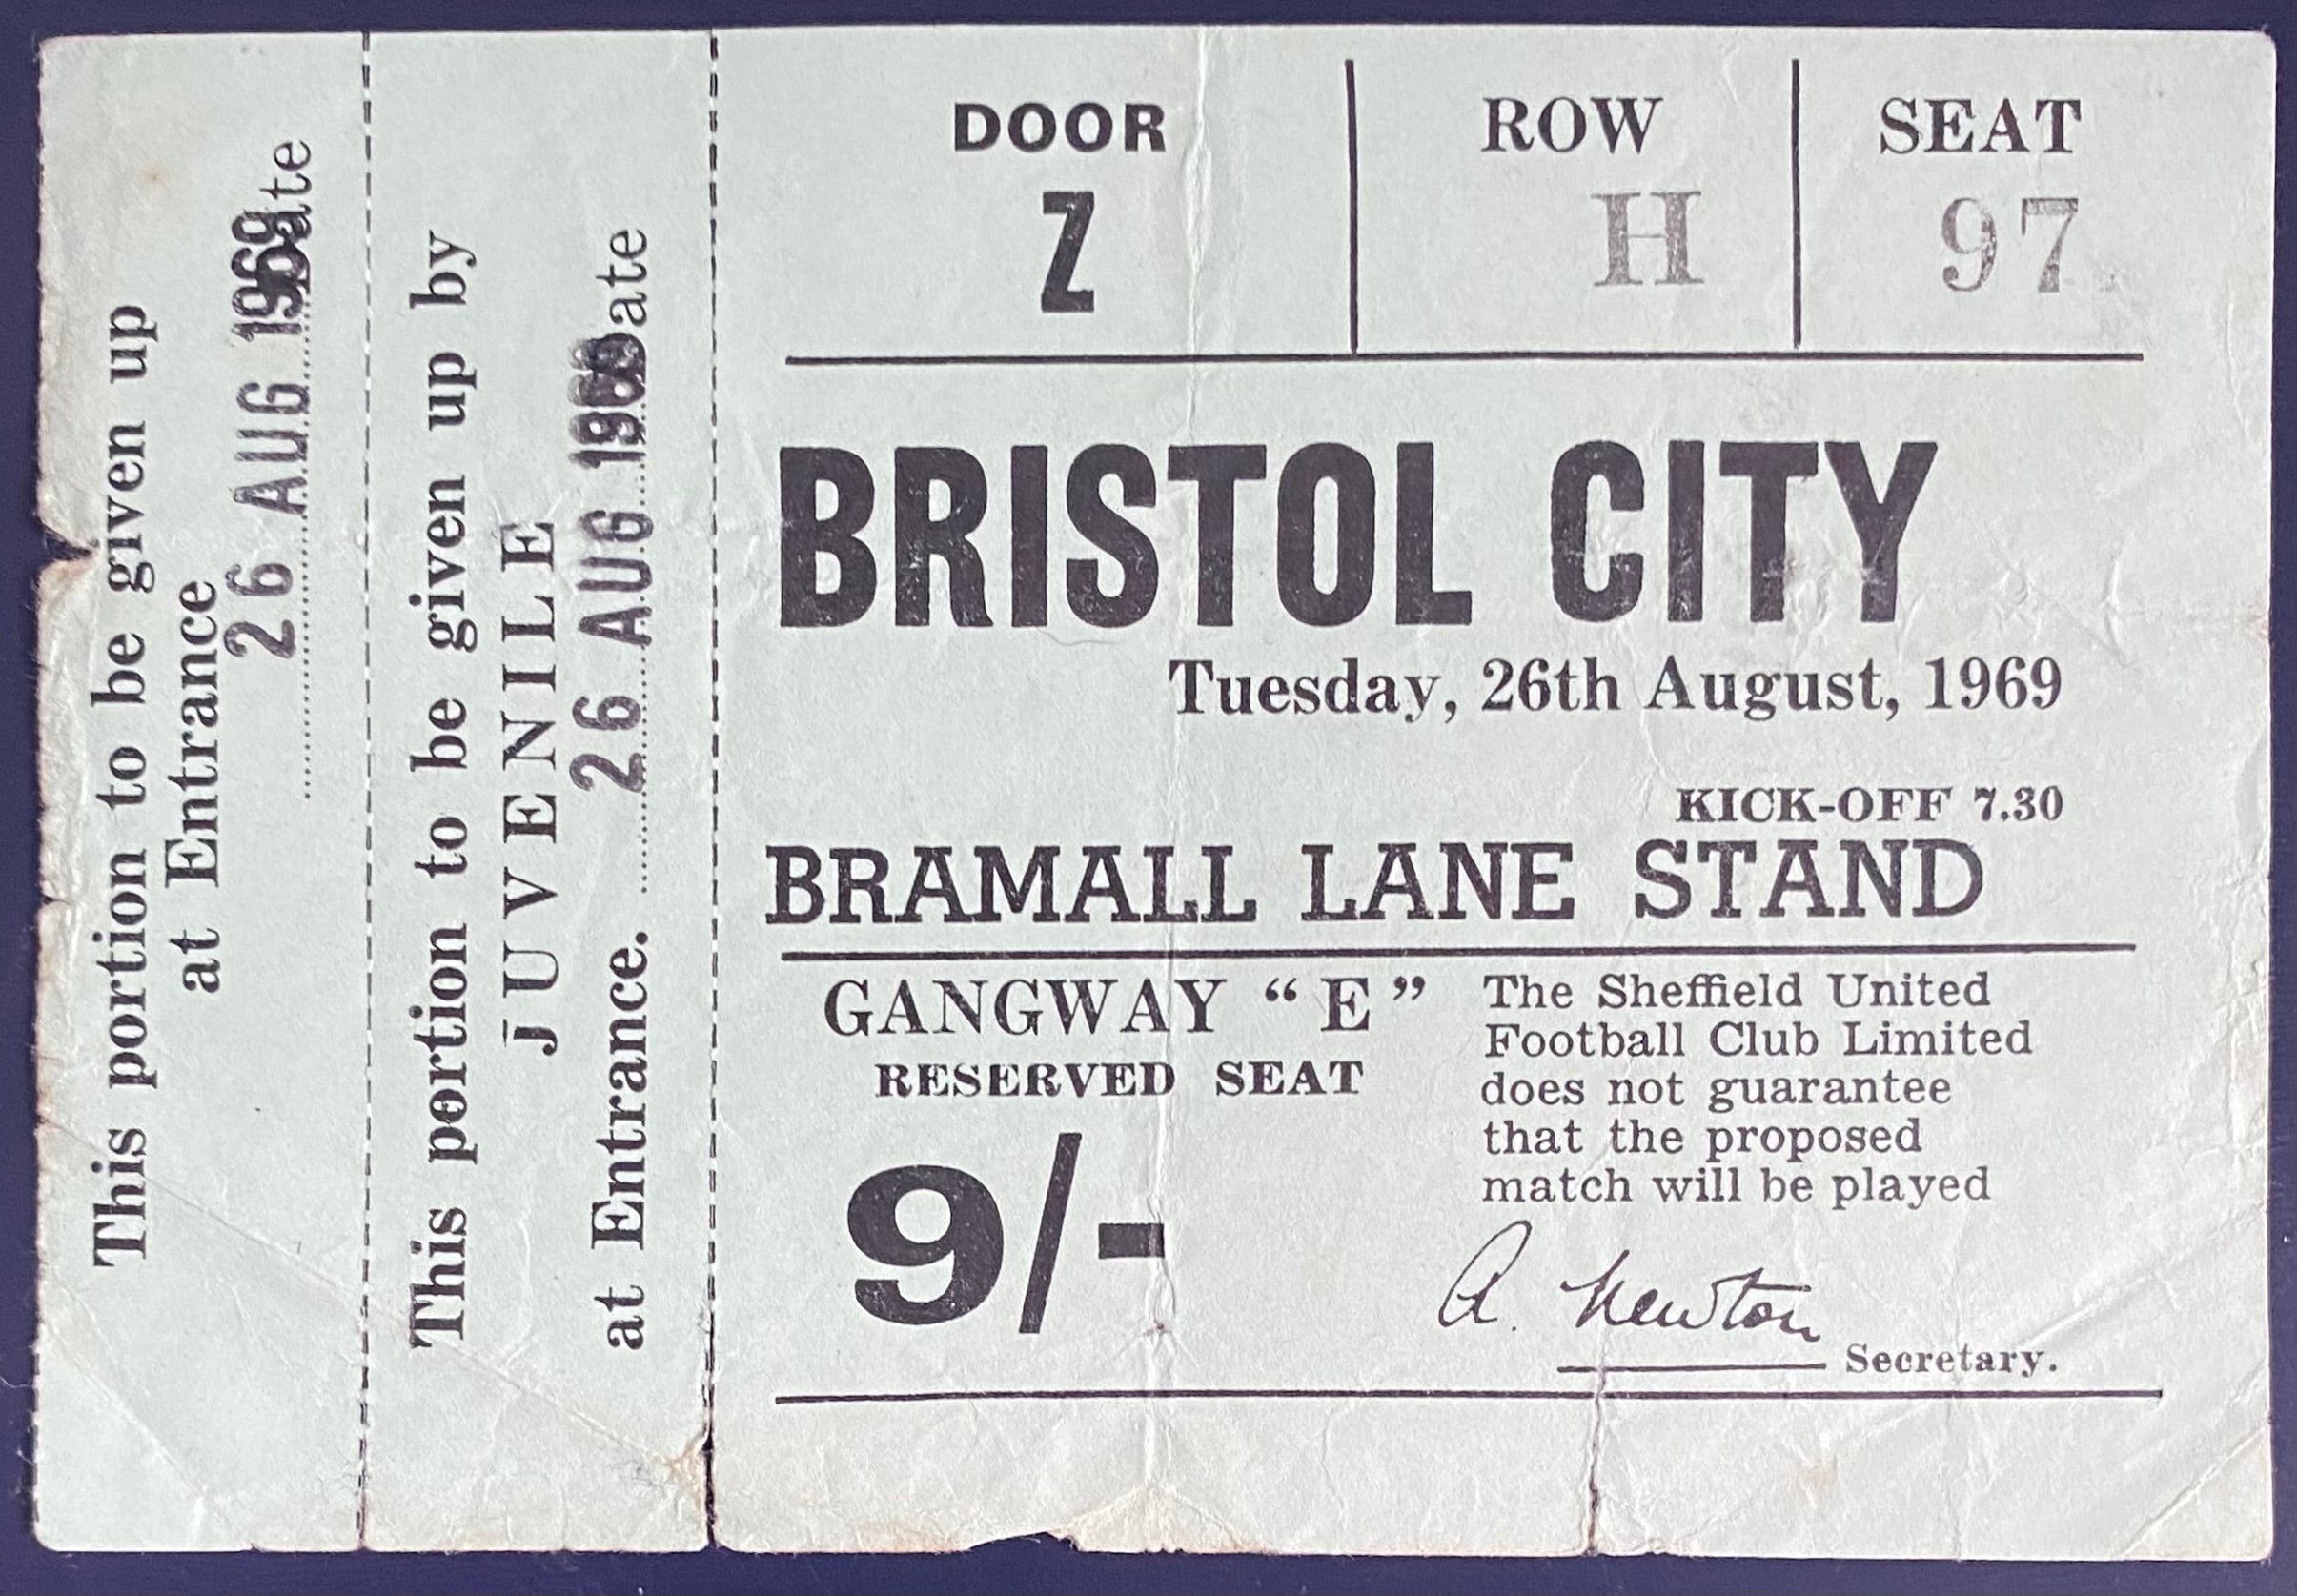 This portion to be given up
at Entrance
26 AUG 1969 Date
This portion to be given up by
JUVENILE
26 AUG 19 Date
at Entrance.
DOOR ROW SEAT
Z H 97
BRISTOL CITY
Tuesday, 26th August, 1969
KICK-OFF 7.30
BRAMALL LANE STAND
GANGWAY “E”
RESERVED SEAT
9/-
The Sheffield United
Football Club Limited
does not guarantee
that the proposed
match will be played
A. Newton
Secretary.